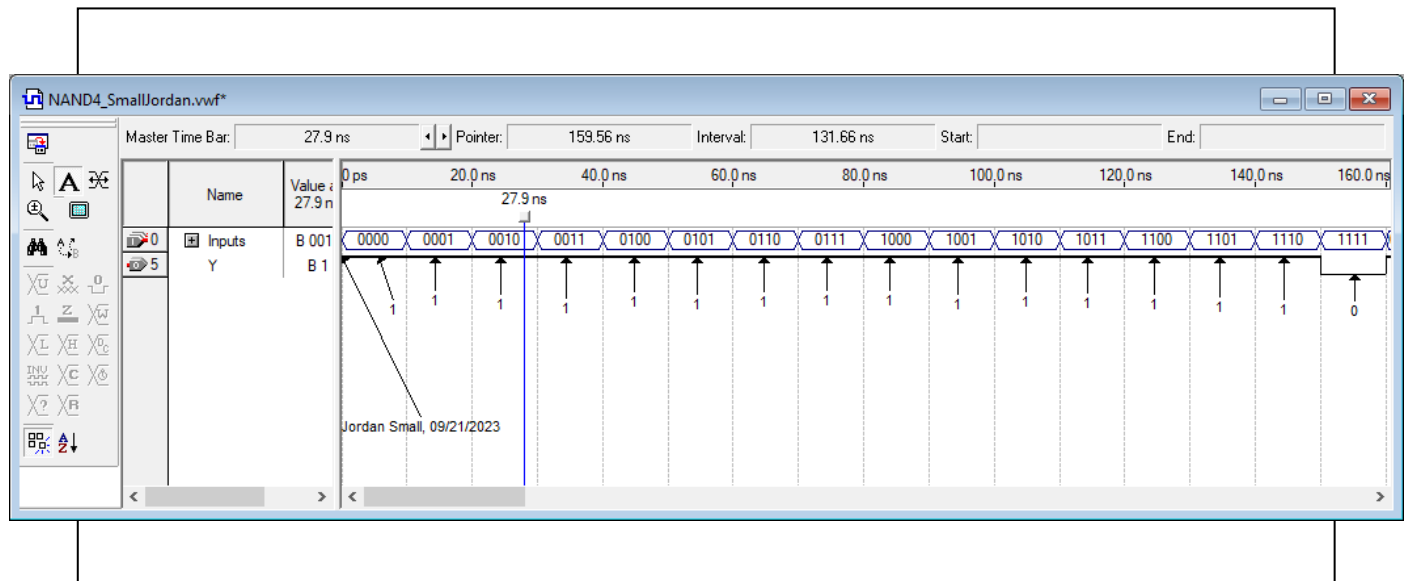 NAND4_SmallJordan.vwf*
Master Time Bar: 27.9 ns Pointer: 159.56 ns Interval: 131.66 ns Start: End:
Name Value a 27.9 n
0 ps 20.0 ns 40.0 ns 60.0 ns 80.0 ns 100.0 ns 120.0 ns 140.0 ns 160.0 ns
27.9 ns
0 Inputs B 001 0000 0001 0010 0011 0100 0101 0110 0111 1000 1001 1010 1011 1100 1101 1110 1111
5 Y B 1
1 1 1 1 1 1 1 1 1 1 1 1 1 1 1 0
Jordan Small, 09/21/2023